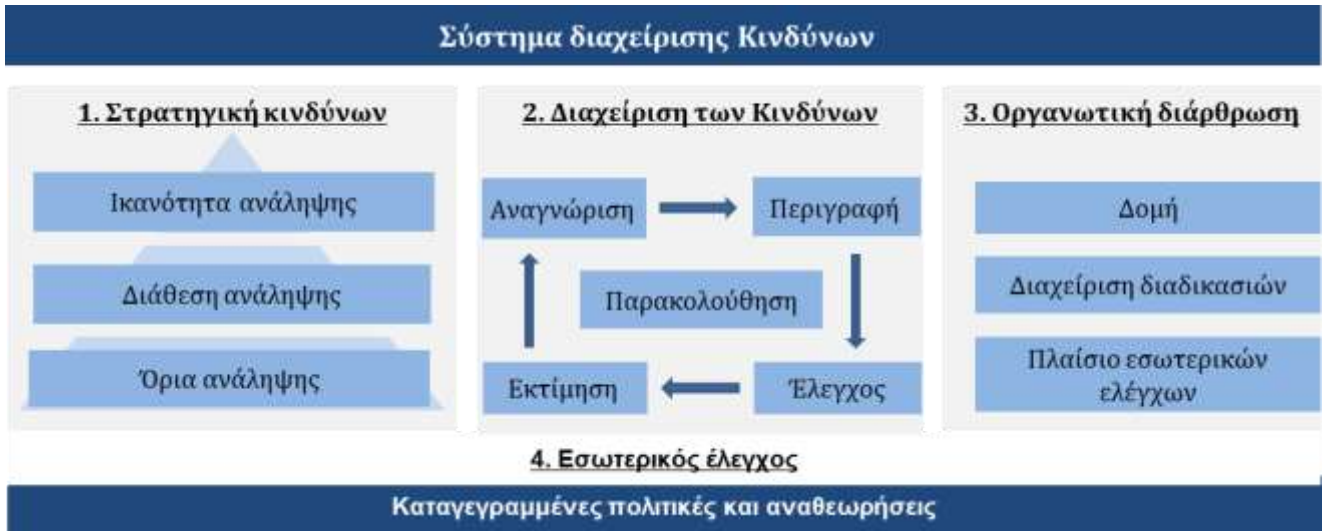 Σύστημα διαχείρισης Κινδύνων
1. Στρατηγική κινδύνων
Ικανότητα ανάληψης
Διάθεση ανάληψης
Όρια ανάληψης
2. Διαχείριση των Κινδύνων
Αναγνώριση
Περιγραφή
Παρακολούθηση
Εκτίμηση
Έλεγχος
3. Οργανωτική διάρθρωση
Δομή
Διαχείριση διαδικασιών
Πλαίσιο εσωτερικών
ελέγχων
4. Εσωτερικός έλεγχος
Καταγεγραμμένες πολιτικές και αναθεωρήσεις